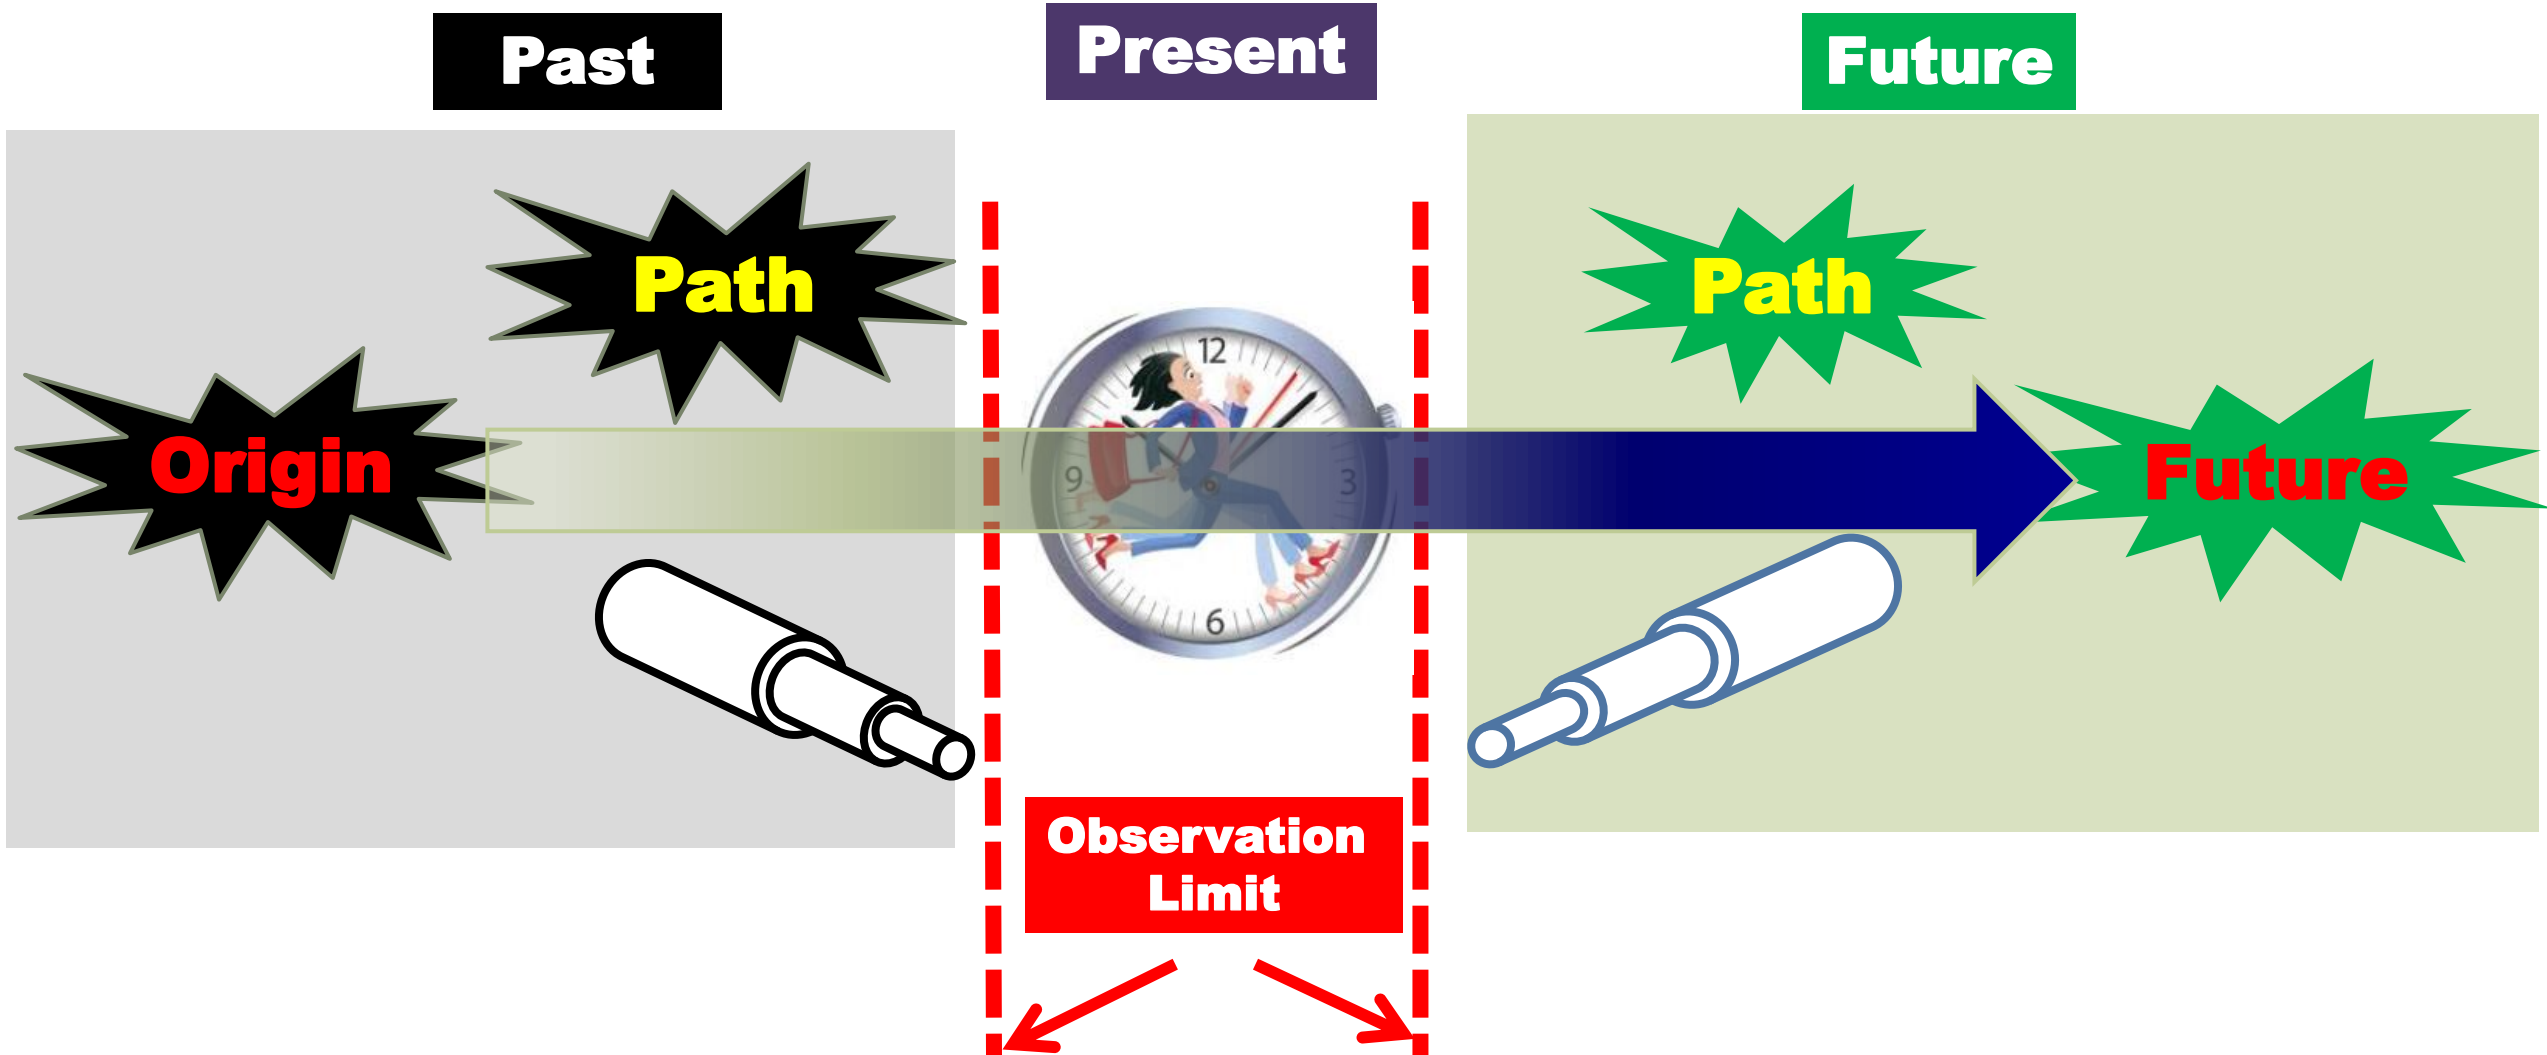 Past
Present
Future
Path
Path
Origin
Future
12
9
3
6
Observation
Limit